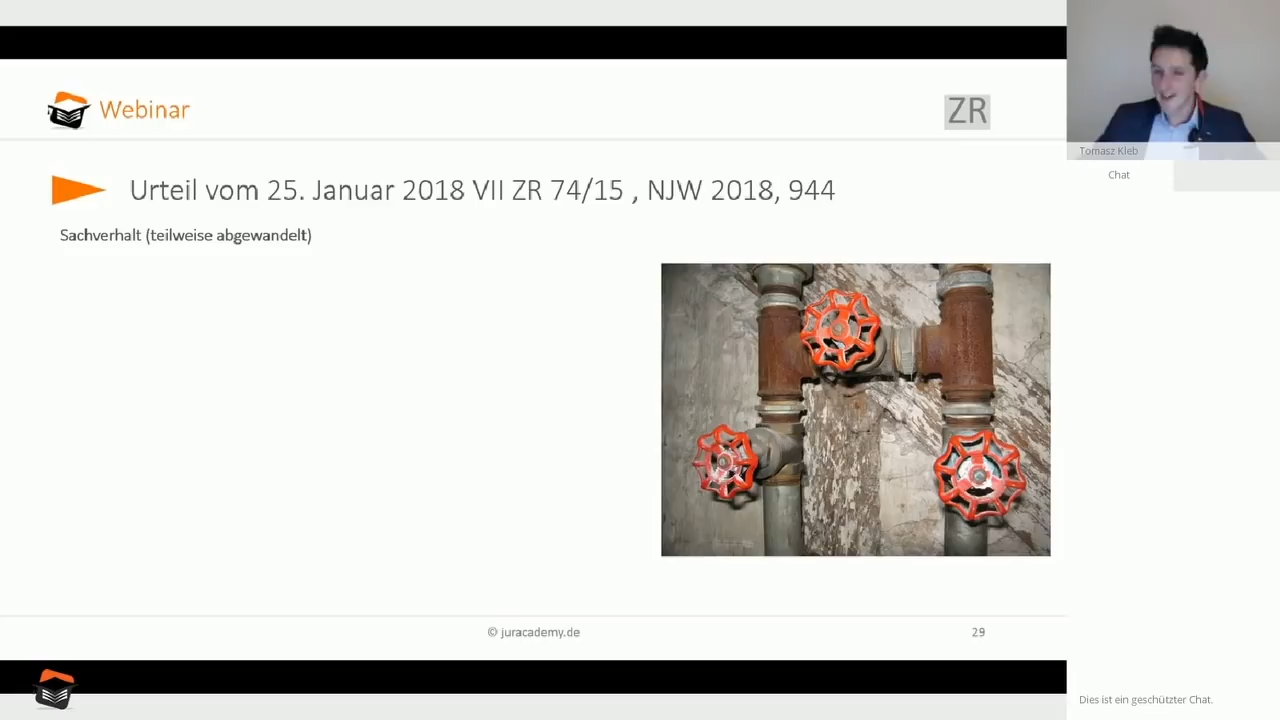 Webinar
ZR
Urteil vom 25. Januar 2018 VII ZR 74/15 , NJW 2018, 944
Sachverhalt (teilweise abgewandelt)
© juracademy.de
29
Tomasz Kleb
Chat
Dies ist ein geschützter Chat.